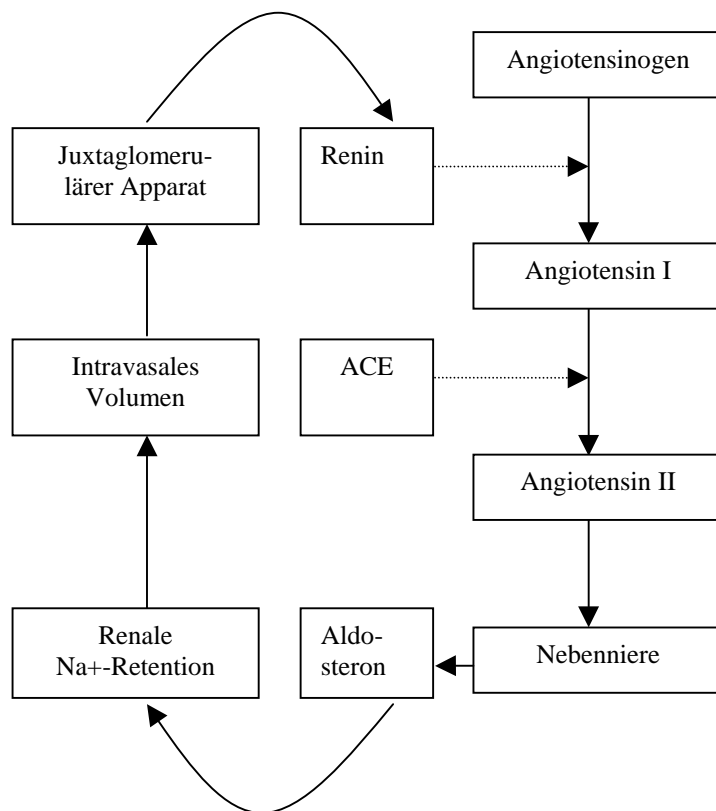 Angiotensinogen
Juxtaglomeru-
lärer Apparat
Renin
Angiotensin I
Intravasales
Volumen
ACE
Angiotensin II
Renale
Na+-Retention
Aldo-
steron
Nebenniere